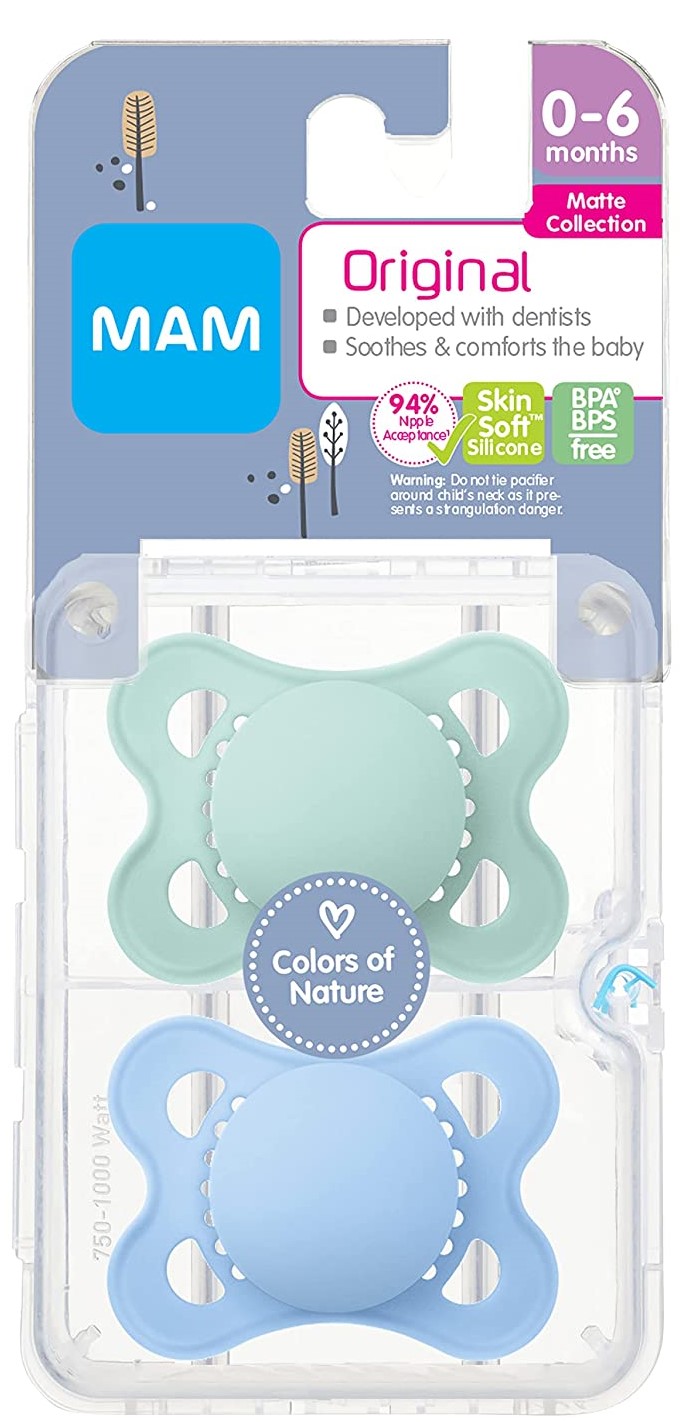 0-6
months
Matte
Collection
MAM
Original
Developed with dentists
Soothes & comforts the baby
94%
Nipple
Acceptance¹
Skin
Soft™
Silicone
BPA°
BPS
free
Warning: Do not tie pacifier
around child's neck as it pre-
sents a strangulation danger.
Colors of
Nature
750-1000 Watt